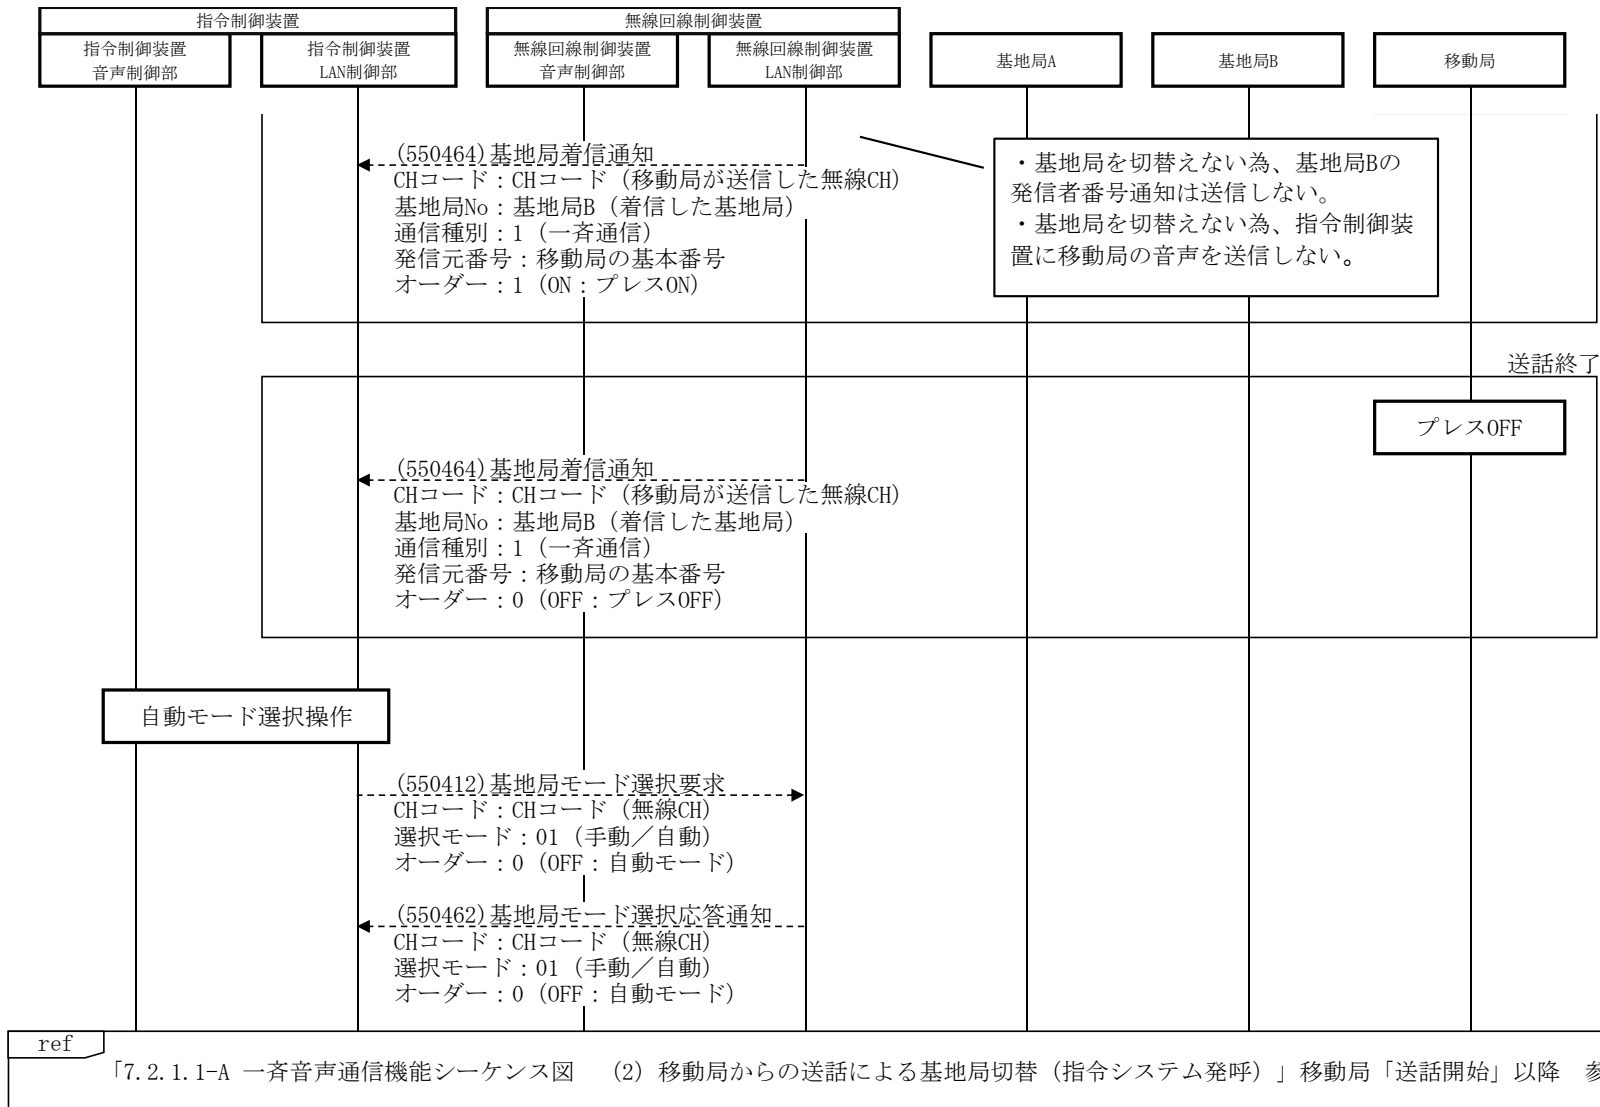 指令制御装置
無線回線制御装置
指令制御装置
音声制御部
指令制御装置
LAN制御部
無線回線制御装置
音声制御部
無線回線制御装置
LAN制御部
基地局A
基地局B
移動局
(550464)基地局着信通知
CHコード：CHコード（移動局が送信した無線CH）
基地局No：基地局B（着信した基地局）
通信種別：1（一斉通信）
発信元番号：移動局の基本番号
オーダー：1（ON：プレスON）
・基地局を切替えない為、基地局Bの
発信者番号通知は送信しない。
・基地局を切替えない為、指令制御装
置に移動局の音声を送信しない。
送話終了
プレスOFF
(550464)基地局着信通知
CHコード：CHコード（移動局が送信した無線CH）
基地局No：基地局B（着信した基地局）
通信種別：1（一斉通信）
発信元番号：移動局の基本番号
オーダー：0（OFF：プレスOFF）
自動モード選択操作
(550412)基地局モード選択要求
CHコード：CHコード（無線CH）
選択モード：01（手動／自動）
オーダー：0（OFF：自動モード）
(550462)基地局モード選択応答通知
CHコード：CHコード（無線CH）
選択モード：01（手動／自動）
オーダー：0（OFF：自動モード）
ref
「7.2.1.1-A 一斉音声通信機能シーケンス図　（2）移動局からの送話による基地局切替（指令システム発呼）」移動局「送話開始」以降　参